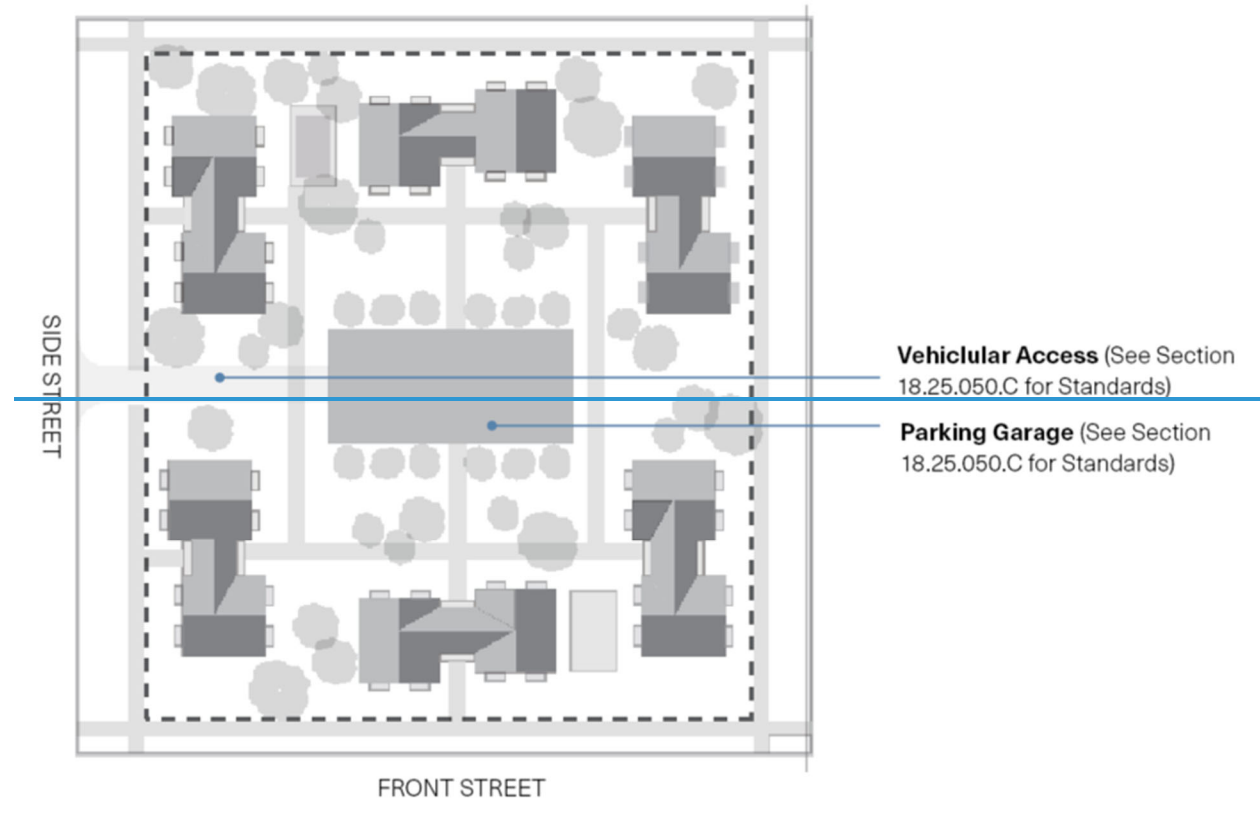 SIDE STREET
Vehiclular Access (See Section
18.25.050.C for Standards)
Parking Garage (See Section
18.25.050.C for Standards)
FRONT STREET